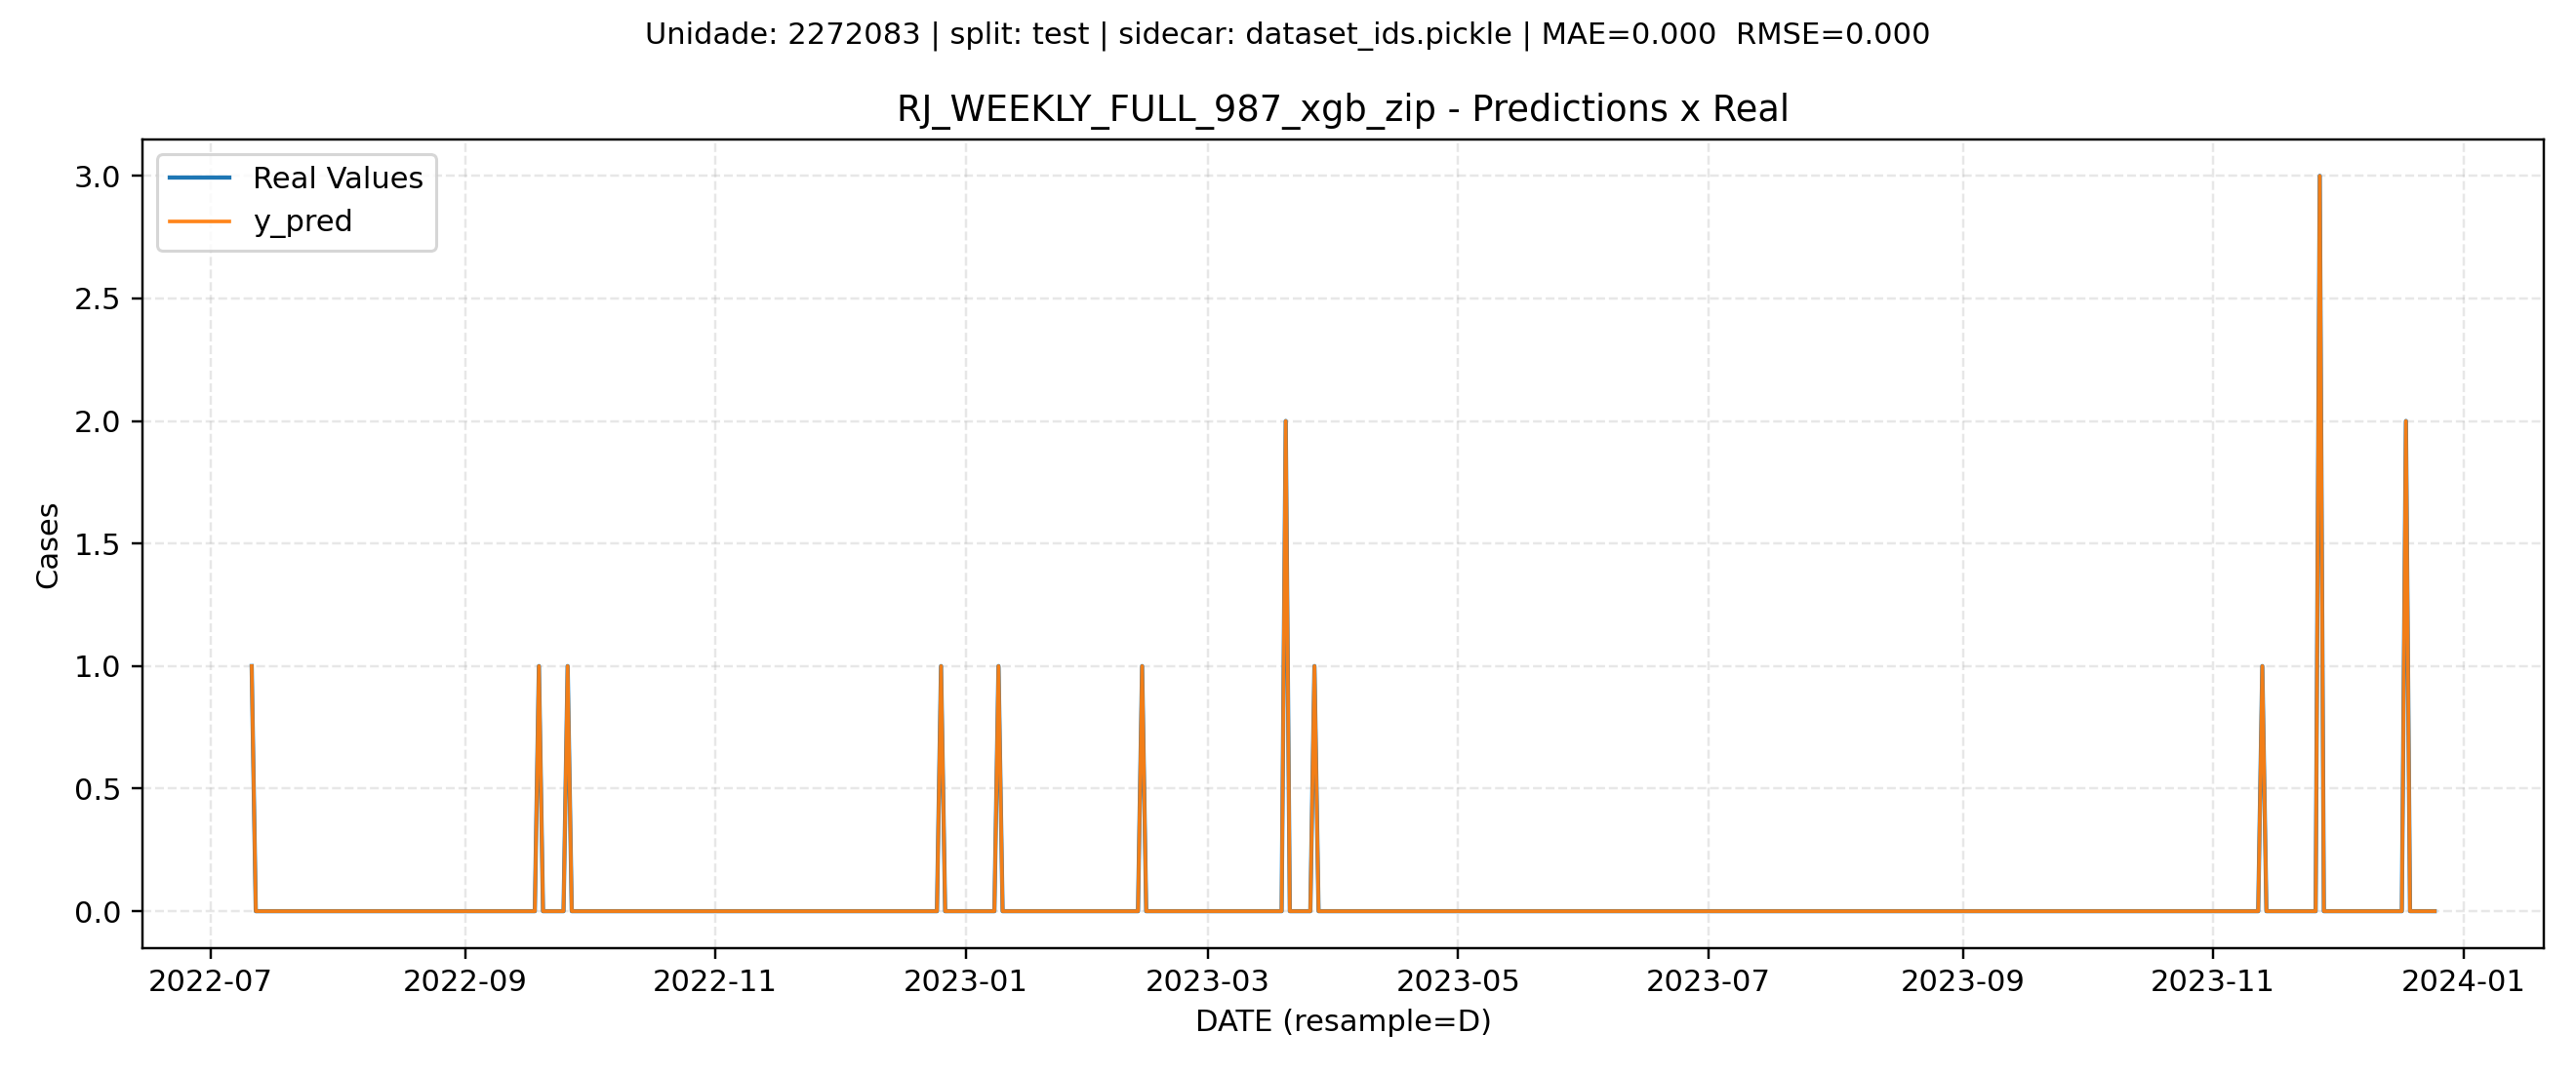 Unidade: 2272083 | split: test | sidecar: dataset_ids.pickle | MAE=0.000  RMSE=0.000
RJ_WEEKLY_FULL_987_xgb_zip - Predictions x Real
Real Values
y_pred
3.0
2.5
2.0
1.5
1.0
0.5
0.0
Cases
2022-07 2022-09 2022-11 2023-01 2023-03 2023-05 2023-07 2023-09 2023-11 2024-01
DATE (resample=D)